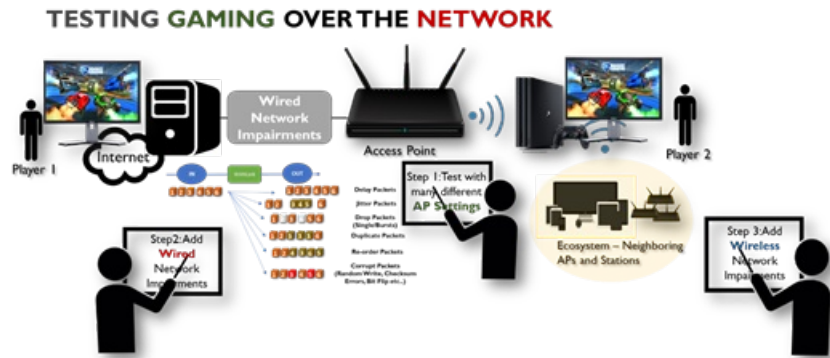 TESTING GAMING OVER THE NETWORK
Player 1
Internet
Wired
Network
Impairments
Access Point
Player 2
IN
OUT
Delay Packets
Jitter Packets
Drop Packets
(Single/Bursts)
Duplicate Packets
Re-order Packets
Corrupt Packets
(Random Write, Checksum
Errors, Bit Flip etc..)
Step 1: Test with
many different
AP Settings
Step2: Add
Wired
Network
Impairments
Ecosystem – Neighboring
APs and Stations
Step 3: Add
Wireless
Network
Impairments